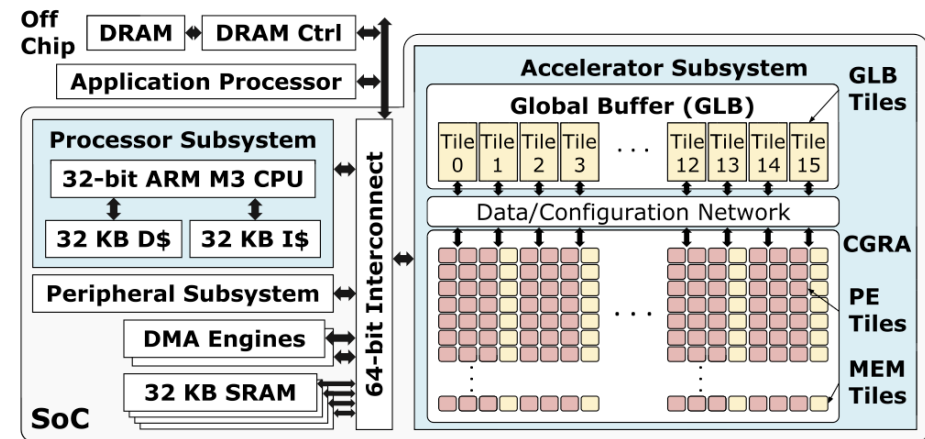 Off
Chip
DRAM
DRAM Ctrl
Application Processor
Processor Subsystem
32-bit ARM M3 CPU
32 KB D$
32 KB I$
Peripheral Subsystem
DMA Engines
32 KB SRAM
SoC
64-bit Interconnect
Accelerator Subsystem
Global Buffer (GLB)
GLB
Tiles
Tile
0
Tile
1
Tile
2
Tile
3
. . .
Tile
12
Tile
13
Tile
14
Tile
15
Data/Configuration Network
CGRA
. . .
PE
Tiles
MEM
Tiles